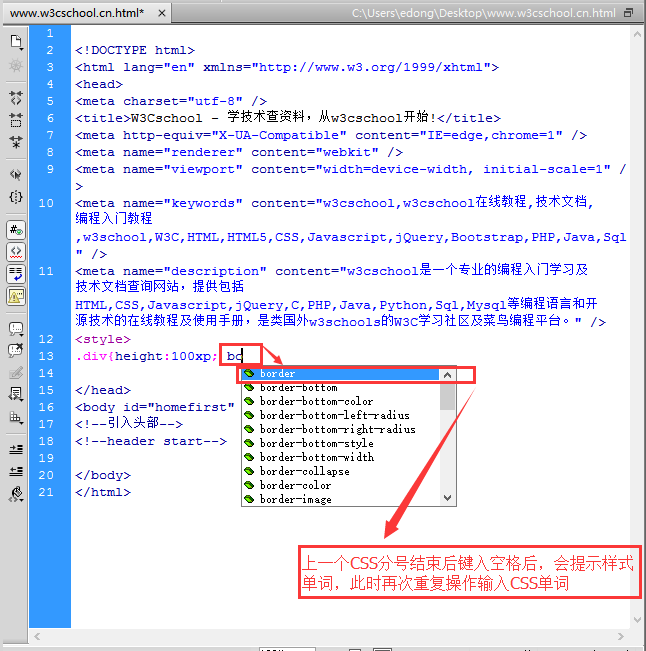 www.w3cschool.cn.html* × C:\Users\edong\Desktop\www.w3cschool.cn.html
1
2 <!DOCTYPE html>
3 <html lang="en" xmlns="http://www.w3.org/1999/xhtml">
4 <head>
5 <meta charset="utf-8" />
6 <title>W3Cschool - 学技术查资料，从w3cschool开始!</title>
7 <meta http-equiv="X-UA-Compatible" content="IE=edge,chrome=1" />
8 <meta name="renderer" content="webkit" />
9 <meta name="viewport" content="width=device-width, initial-scale=1" /
>
10 <meta name="keywords" content="w3cschool,w3cschool在线教程,技术文档,
编程入门教程
,w3school,W3C,HTML,HTML5,CSS,Javascript,jQuery,Bootstrap,PHP,Java,Sql
" />
11 <meta name="description" content="w3cschool是一个专业的编程入门学习及
技术文档查询网站，提供包括
HTML,CSS,Javascript,jQuery,C,PHP,Java,Python,Sql,Mysql等编程语言和开
源技术的在线教程及使用手册，是类国外w3schools的W3C学习社区及菜鸟编程平台。" />
12 <style>
13 .div{height:100xp; bo
14
15 </head>
16 <body id="homefirst"
17 <!--引入头部-->
18 <!--header start-->
19
20 </body>
21 </html>
border
border-bottom
border-bottom-color
border-bottom-left-radius
border-bottom-right-radius
border-bottom-style
border-bottom-width
border-collapse
border-color
border-image
上一个CSS分号结束后键入空格后，会提示样式
单词，此时再次重复操作输入CSS单词